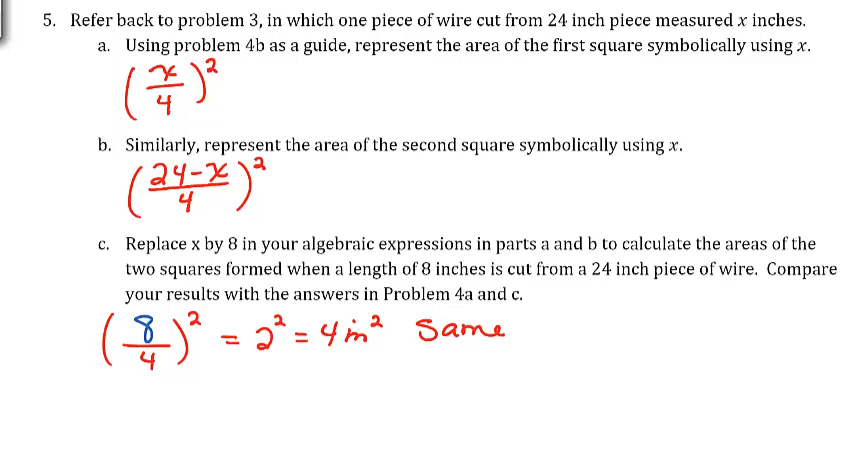 5. Refer back to problem 3, in which one piece of wire cut from 24 inch piece measured x inches.
a. Using problem 4b as a guide, represent the area of the first square symbolically using x.
(x/4)²
b. Similarly, represent the area of the second square symbolically using x.
((24-x)/4)²
c. Replace x by 8 in your algebraic expressions in parts a and b to calculate the areas of the
two squares formed when a length of 8 inches is cut from a 24 inch piece of wire. Compare
your results with the answers in Problem 4a and c.
(8/4)² = 2² = 4 in² Same